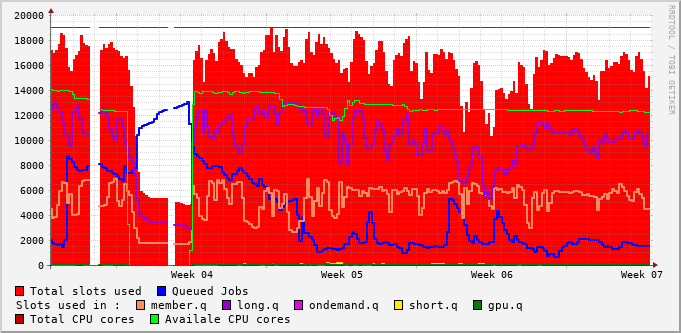 20000
18000
16000
14000
12000
10000
8000
6000
4000
2000
0
Week 04 Week 05 Week 06 Week 07
RRDTOOL / TOBI OETIKER
Total slots used Queued Jobs
Slots used in : member.q long.q ondemand.q short.q gpu.q
Total CPU cores Availale CPU cores